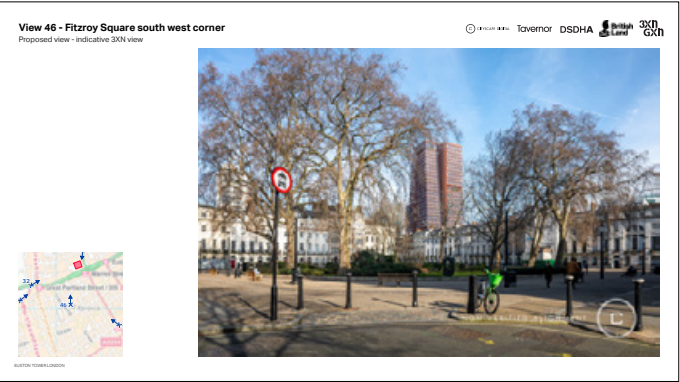 View 46 - Fitzroy Square south west corner
Proposed view - indicative 3XN view
Tavernor
DSDHA
British
Land
3XN
GXN
46
EUSTON TOWER LONDON